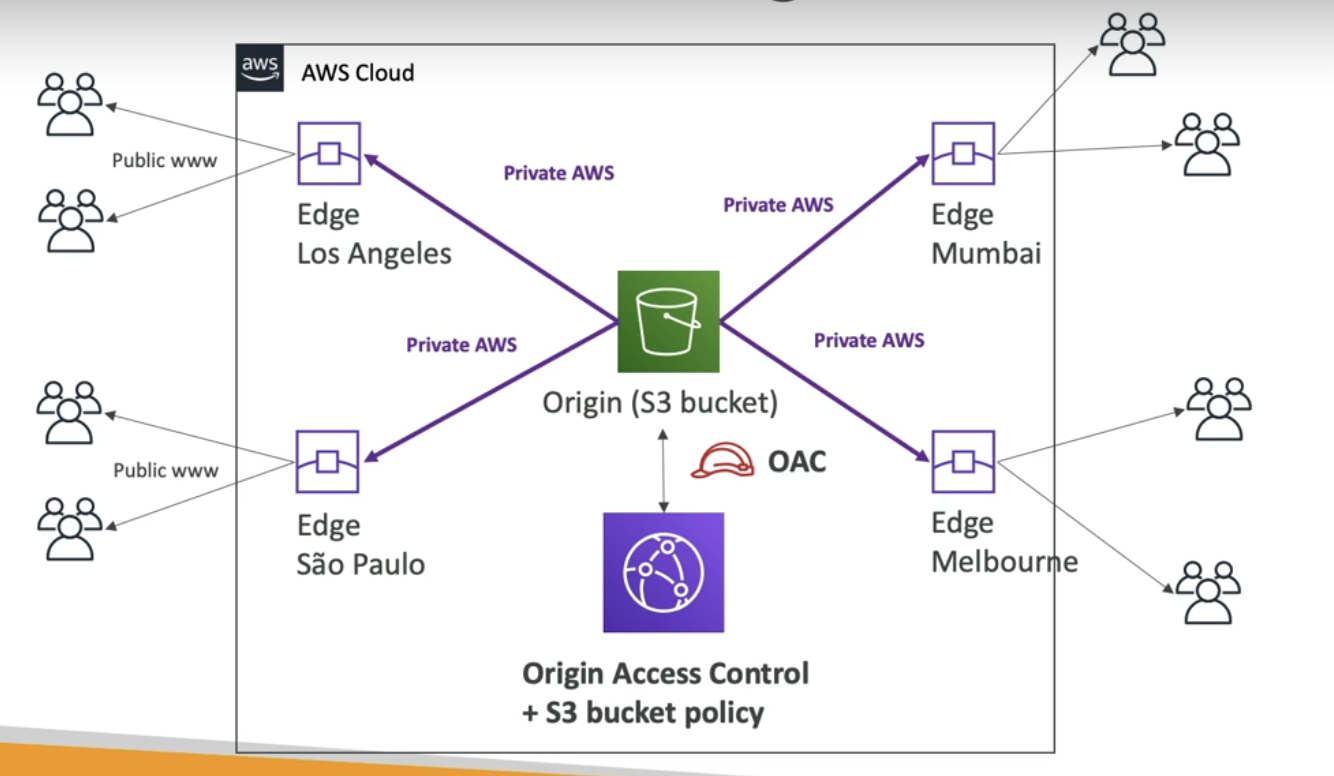 aws
AWS Cloud
Public www
Private AWS
Private AWS
Edge
Los Angeles
Edge
Mumbai
Private AWS
Private AWS
Origin (S3 bucket)
OAC
Public www
Edge
São Paulo
Edge
Melbourne
Origin Access Control
+ S3 bucket policy